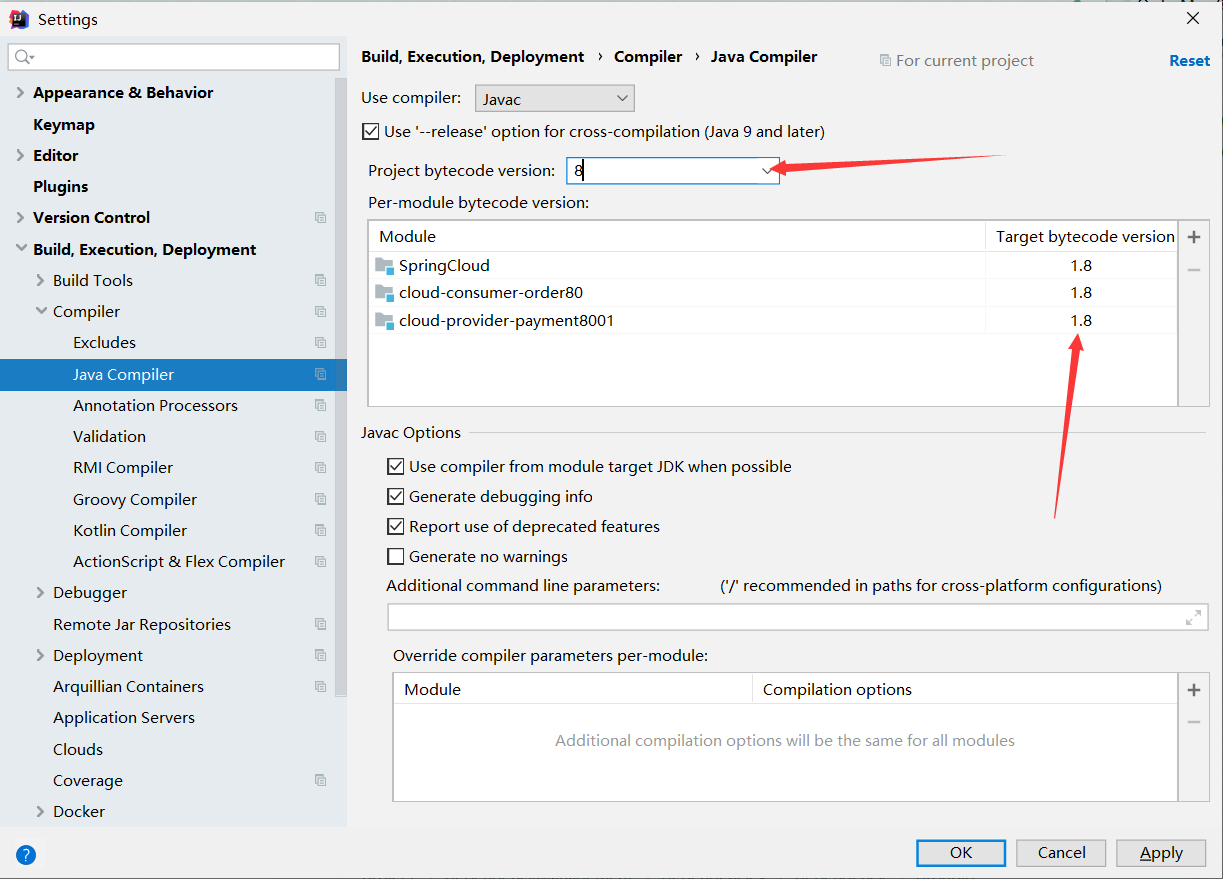 Settings
Appearance & Behavior
Keymap
Editor
Plugins
Version Control
Build, Execution, Deployment
Build Tools
Compiler
Excludes
Java Compiler
Annotation Processors
Validation
RMI Compiler
Groovy Compiler
Kotlin Compiler
ActionScript & Flex Compiler
Debugger
Remote Jar Repositories
Deployment
Arquillian Containers
Application Servers
Clouds
Coverage
Docker
Build, Execution, Deployment › Compiler › Java Compiler
For current project
Reset
Use compiler: Javac
Use '--release' option for cross-compilation (Java 9 and later)
Project bytecode version: 8
Per-module bytecode version:
Module Target bytecode version
SpringCloud 1.8
cloud-consumer-order80 1.8
cloud-provider-payment8001 1.8
Javac Options
Use compiler from module target JDK when possible
Generate debugging info
Report use of deprecated features
Generate no warnings
Additional command line parameters: ('/' recommended in paths for cross-platform configurations)
Override compiler parameters per-module:
Module Compilation options
Additional compilation options will be the same for all modules
? OK Cancel Apply